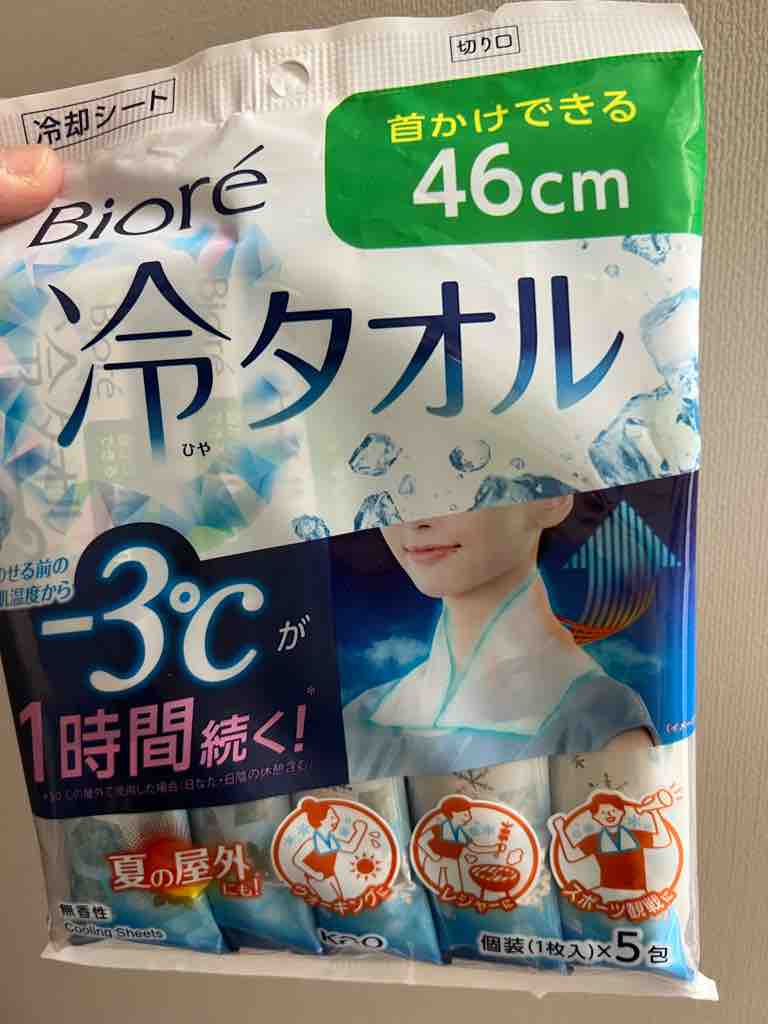 切り口
冷却シート
首かけできる
46cm
Bioré
冷タオル
ひや
のせる前の
肌温度から
-3℃が
1時間続く!*
夏の屋外
にも!
ウォーキングに
レジャーに
スポーツ観戦に
無香性
Cooling Sheets
Kao
個装(1枚入)×5包